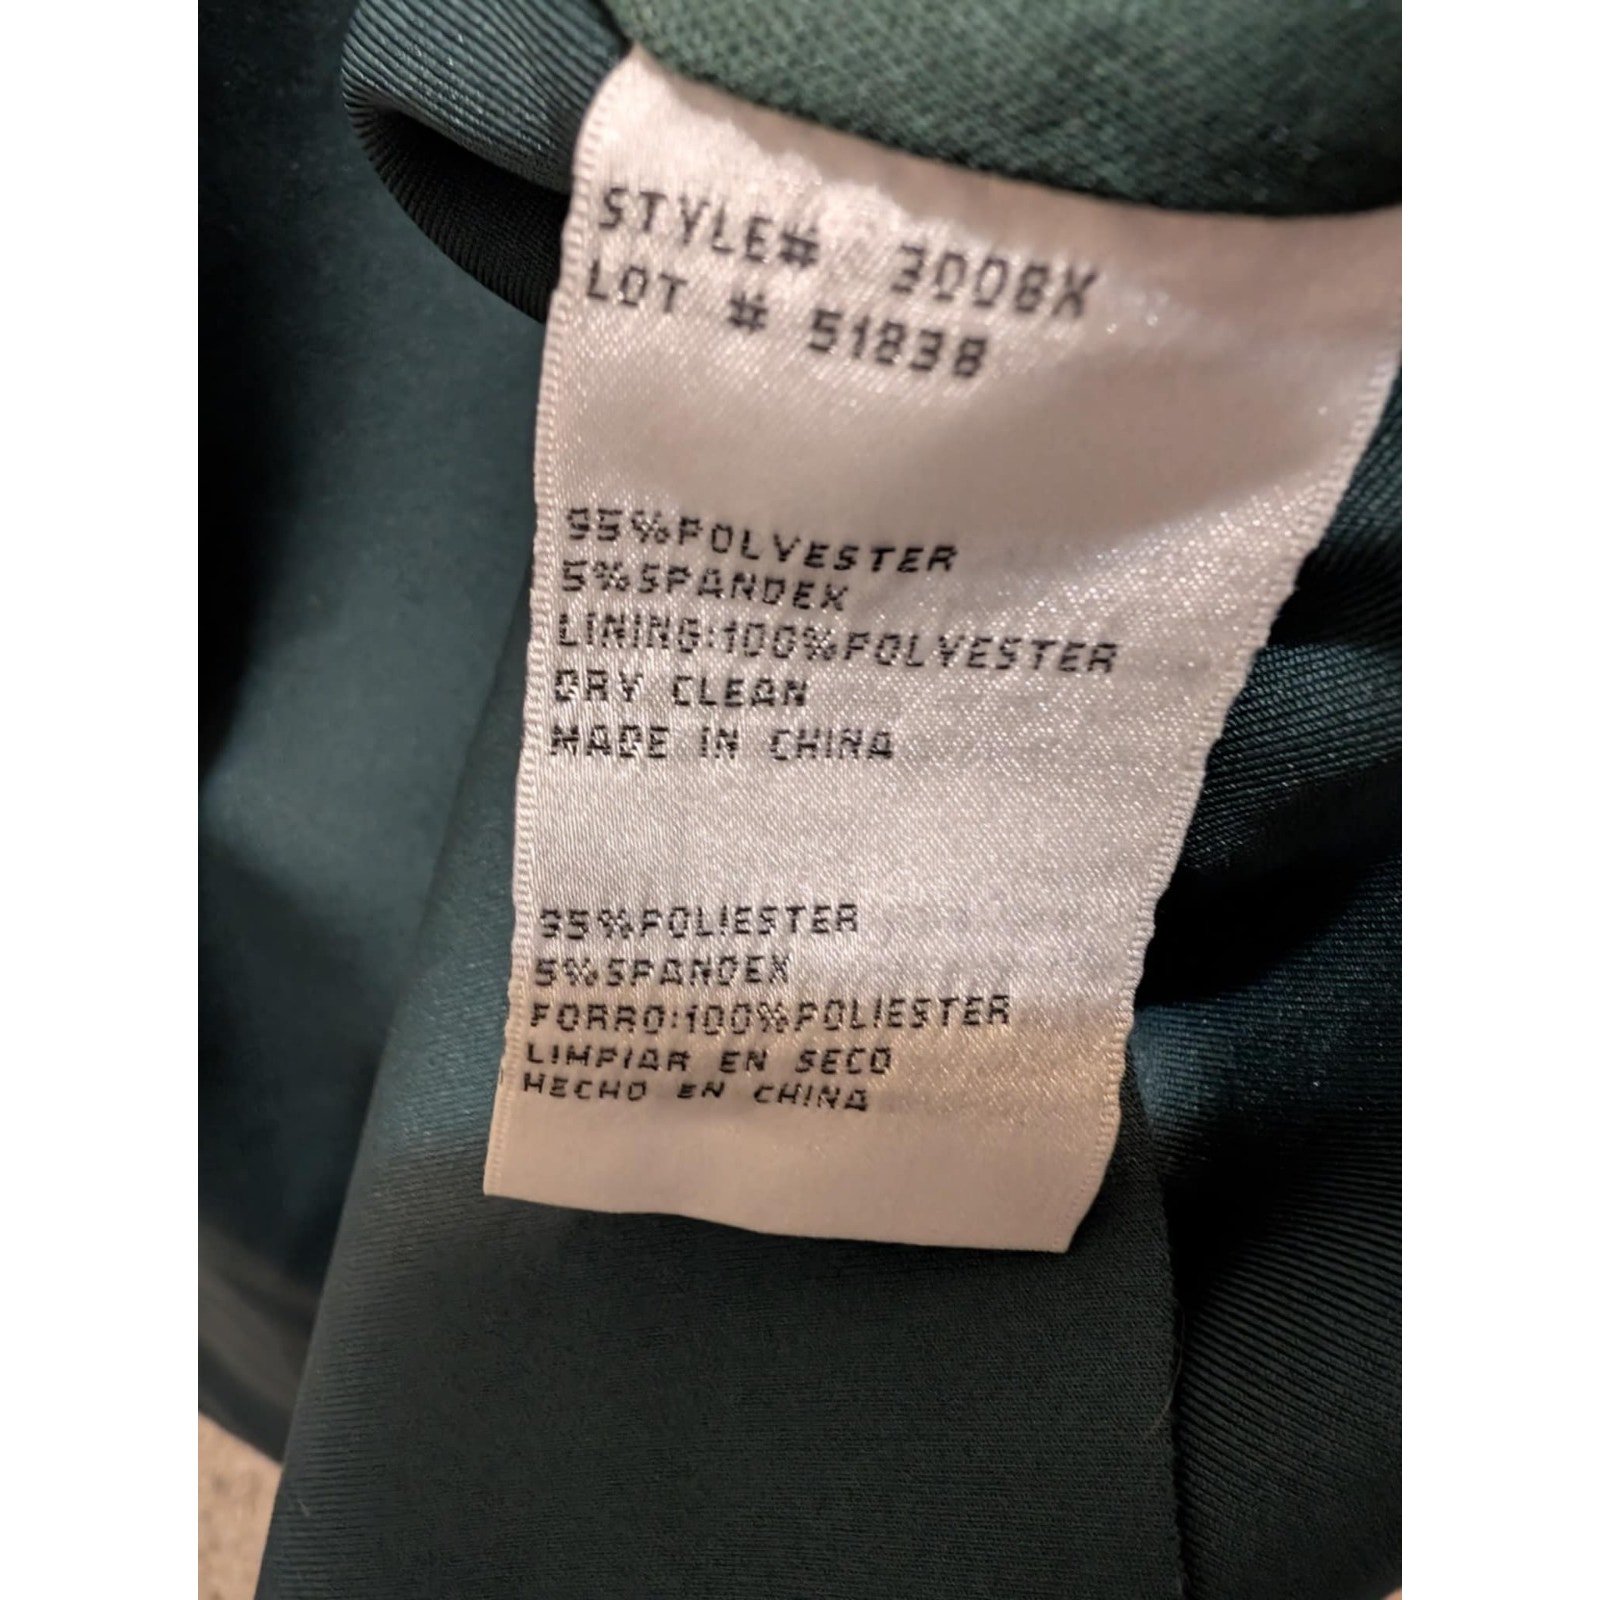 STYLE# 3008X
LOT # 51838
95%POLYESTER
5%SPANDEX
LINING:100%POLYESTER
DRY CLEAN
MADE IN CHINA
95%POLIESTER
5%SPANDEX
FORRO:100%POLIESTER
LIMPIAR EN SECO
HECHO EN CHINA